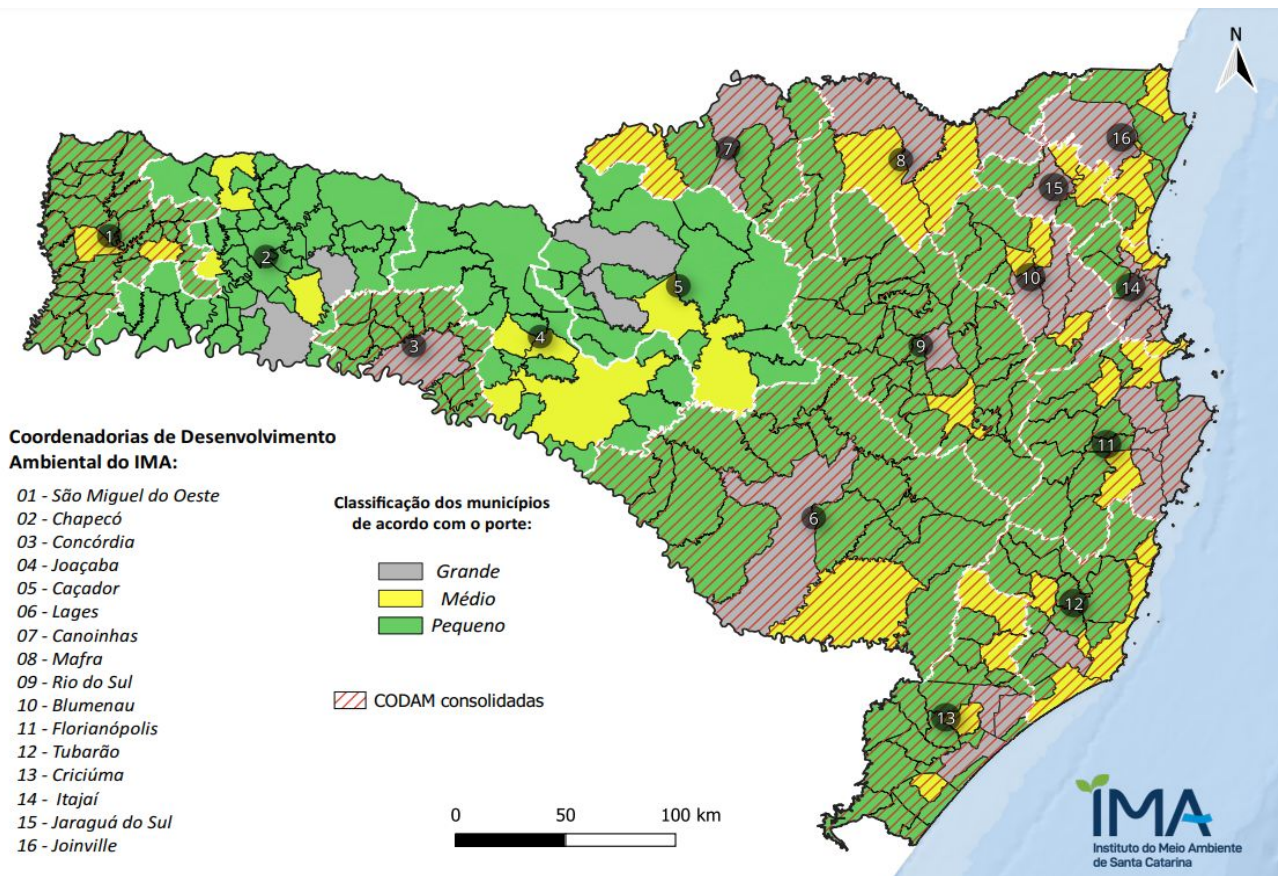 N
7
16
8
15
1
2
10
14
5
4
9
3
11
6
12
13
Coordenadorias de Desenvolvimento
Ambiental do IMA:
01 - São Miguel do Oeste
02 - Chapecó
03 - Concórdia
04 - Joaçaba
05 - Caçador
06 - Lages
07 - Canoinhas
08 - Mafra
09 - Rio do Sul
10 - Blumenau
11 - Florianópolis
12 - Tubarão
13 - Criciúma
14 - Itajaí
15 - Jaraguá do Sul
16 - Joinville
Classificação dos municípios
de acordo com o porte:
Grande
Médio
Pequeno
CODAM consolidadas
0 50 100 km
IMA
Instituto do Meio Ambiente
de Santa Catarina